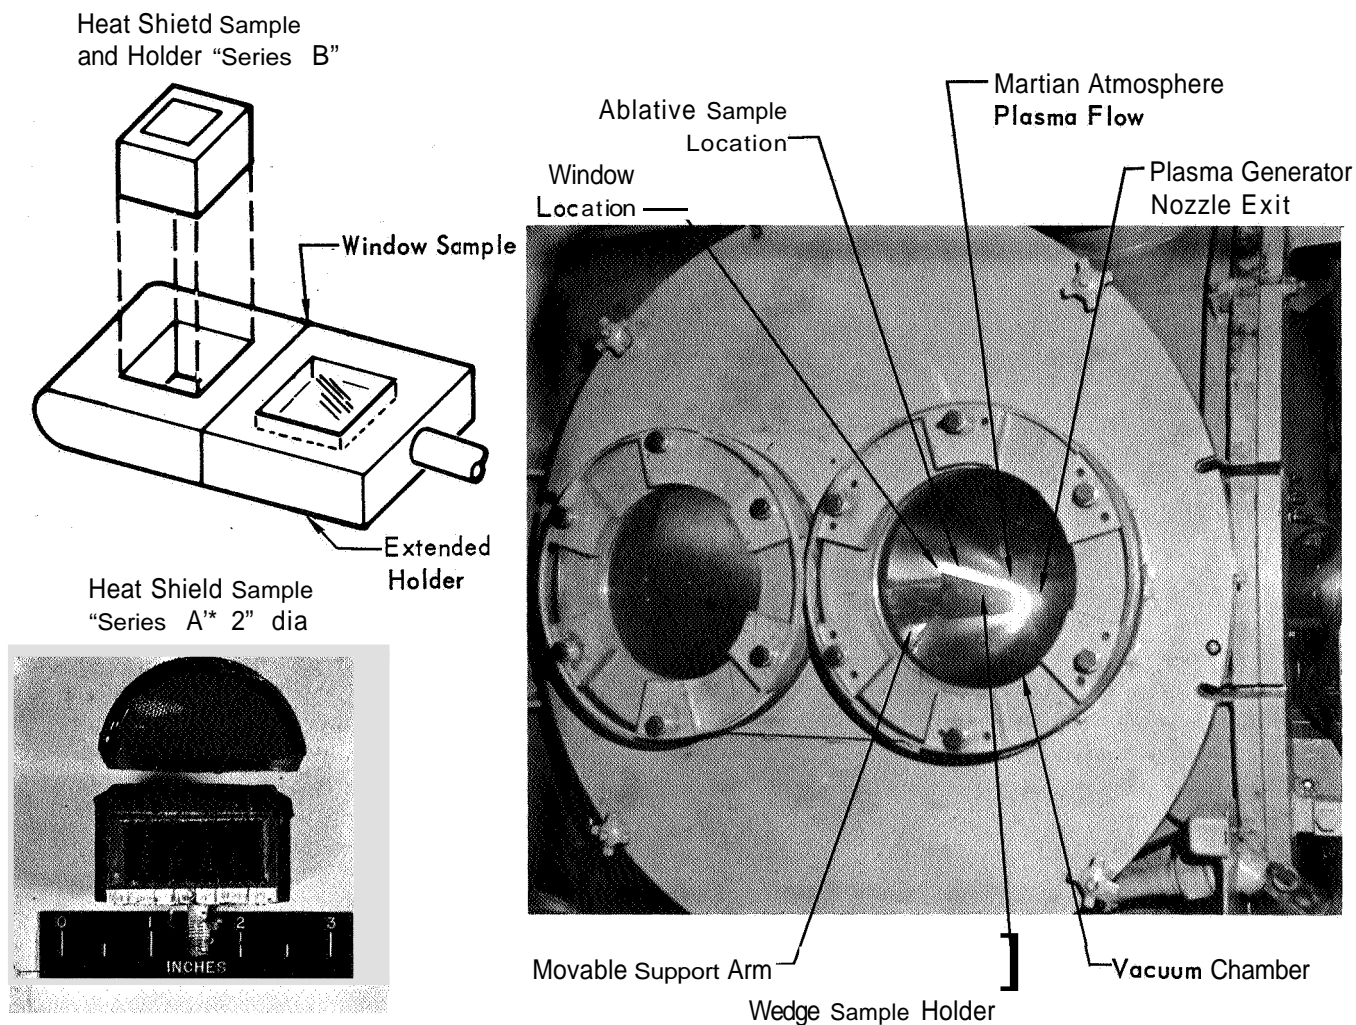 Heat Shietd Sample
and Holder “Series B”
Window Sample
Extended
Holder
Heat Shield Sample
“Series A’* 2” dia
0 1 2 3
INCHES
Martian Atmosphere
Plasma Flow
Ablative Sample
Location
Window
Location
Plasma Generator
Nozzle Exit
Movable Support Arm
Wedge Sample Holder
Vacuum Chamber